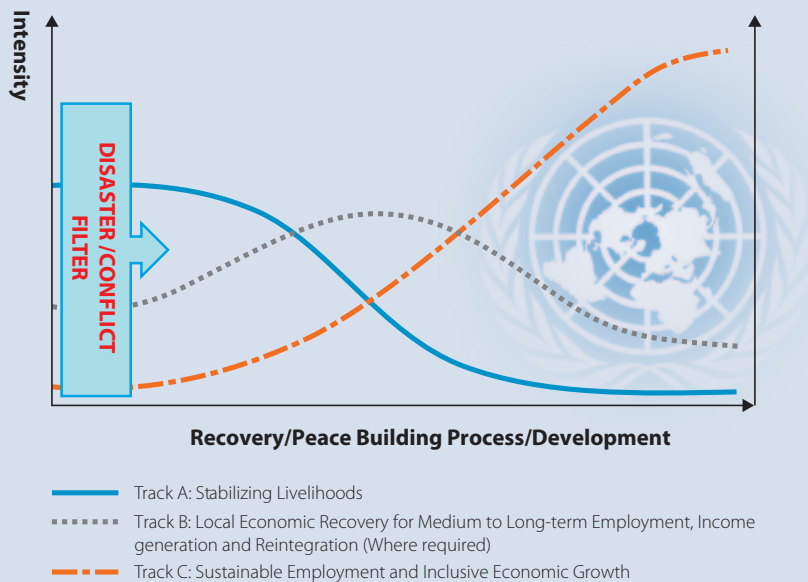 Intensity
DISASTER /CONFLICT
FILTER
Recovery/Peace Building Process/Development
Track A: Stabilizing Livelihoods
Track B: Local Economic Recovery for Medium to Long-term Employment, Income
generation and Reintegration (Where required)
Track C: Sustainable Employment and Inclusive Economic Growth